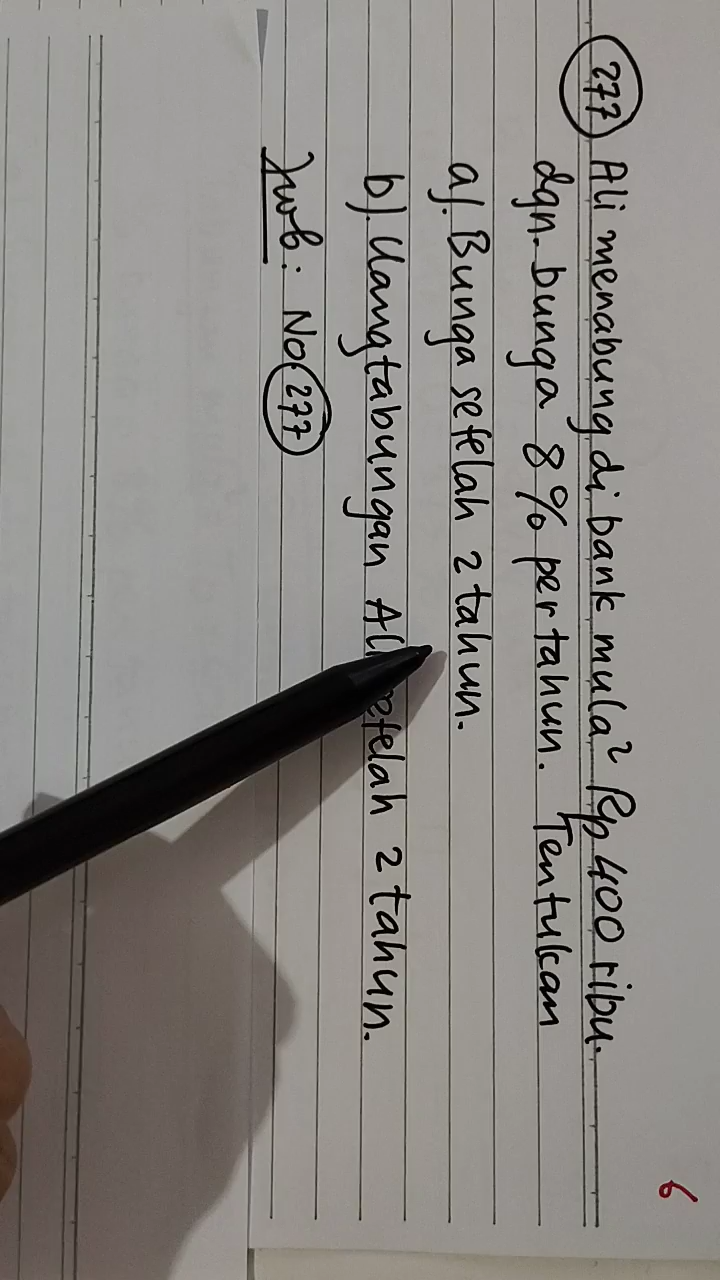 6
277 Ali menabung di bank mula² Rp 400 ribu.
dgn. bunga 8% per tahun. Tentukan
a). Bunga setelah 2 tahun.
b). Uang tabungan Ali setelah 2 tahun.
Jwb: No 277